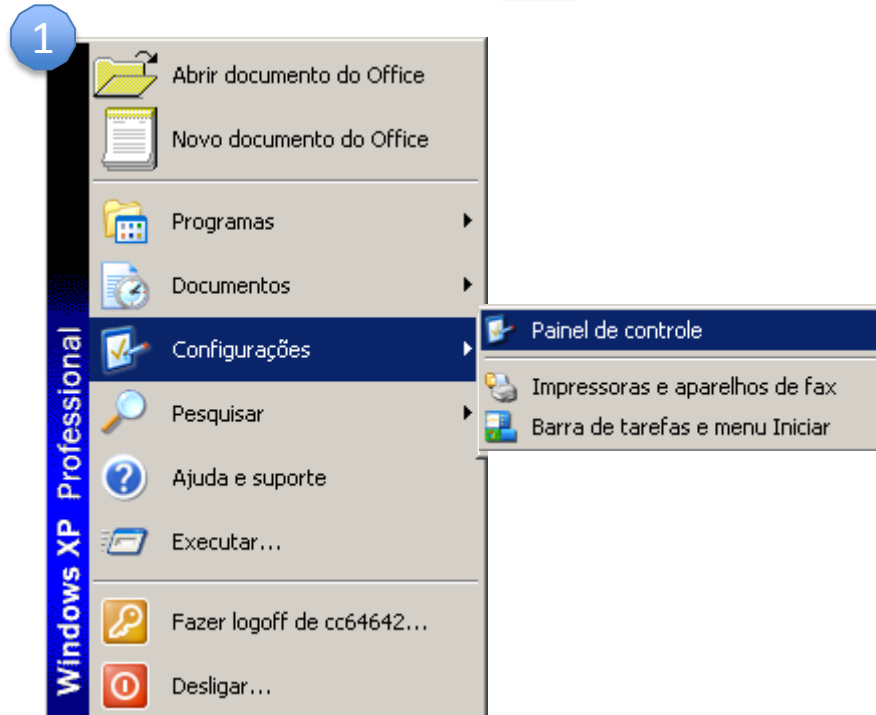 1
Abrir documento do Office
Novo documento do Office
Programas
Documentos
Configurações
Painel de controle
Impressoras e aparelhos de fax
Barra de tarefas e menu Iniciar
Pesquisar
Ajuda e suporte
Executar...
Fazer logoff de cc64642...
Desligar...
Windows XP Professional